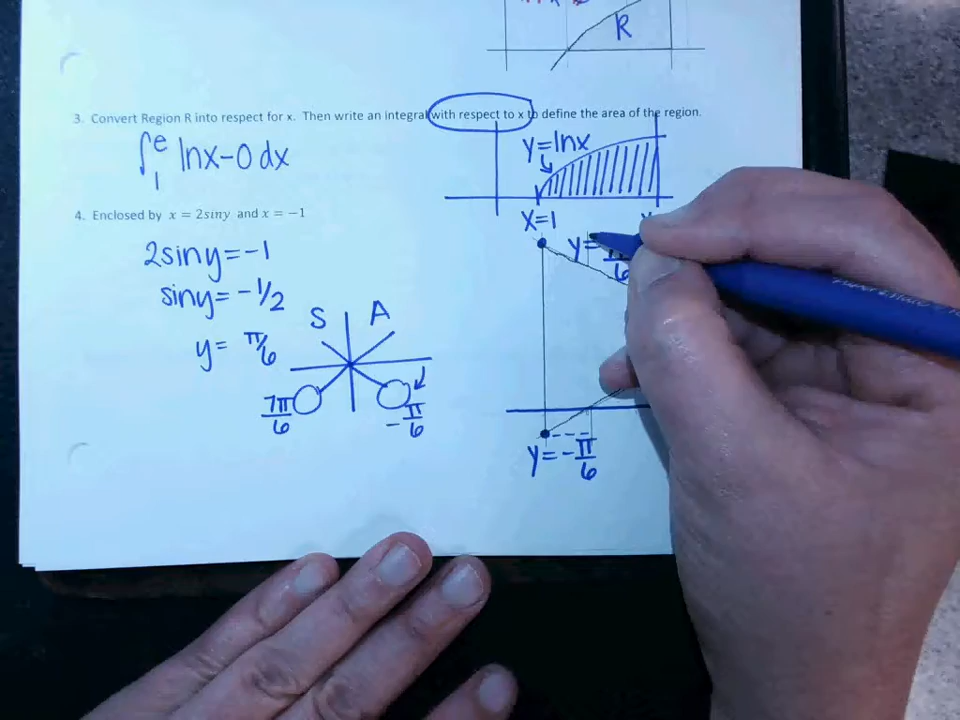 R
3. Convert Region R into respect for x. Then write an integral with respect to x to define the area of the region.
∫₁ᵉ lnx-0 dx
y=lnx
x=1
4. Enclosed by x = 2siny and x = −1
2siny=-1
siny= -1/2
y= π/6
S A
7π/6
-π/6
y=
6
y= -π/6